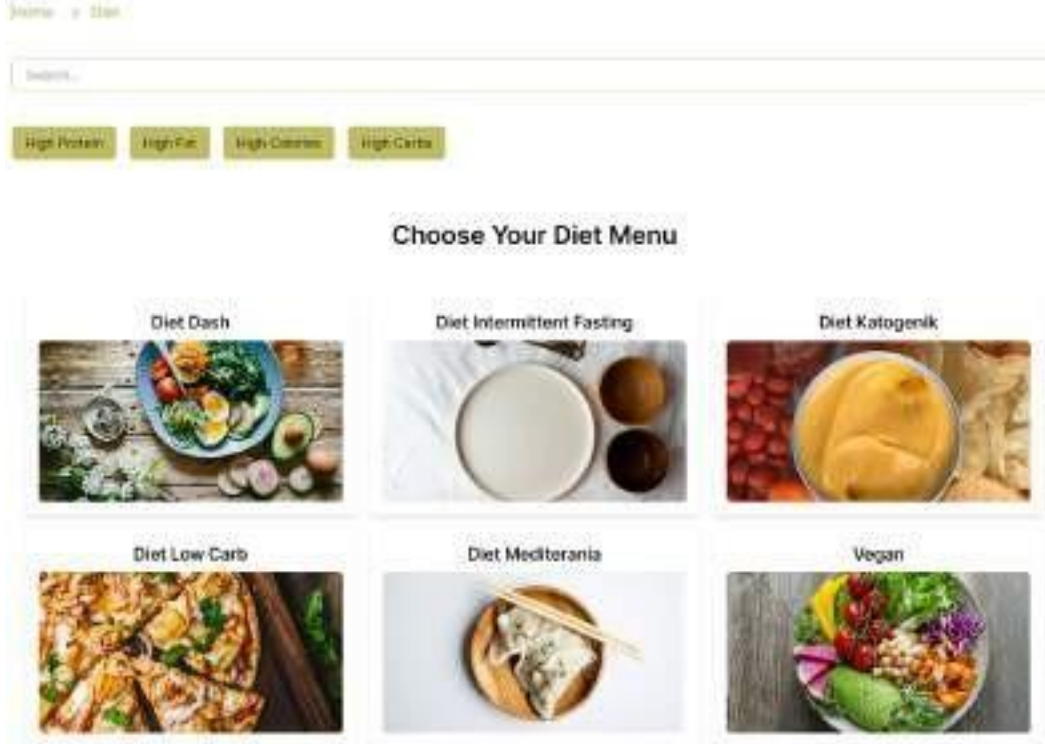 Home > Diet
Search...
High Protein High Fat High Calories High Carbs
Choose Your Diet Menu
Diet Dash Diet Intermittent Fasting Diet Katogenik
Diet Low Carb Diet Mediterania Vegan